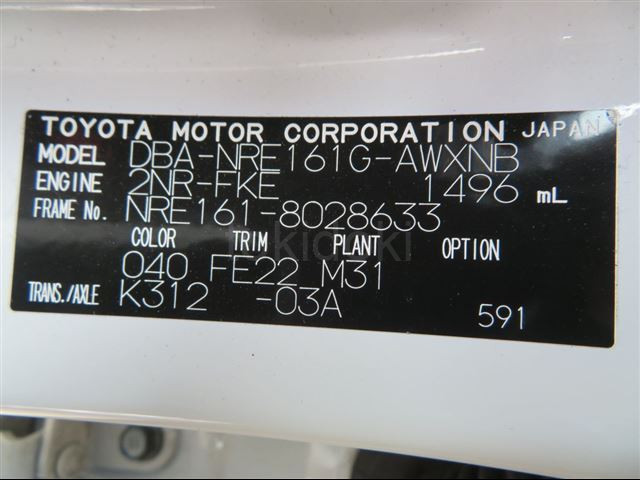 TOYOTA MOTOR CORPORATION JAPAN
MODEL DBA-NRE161G-AWXNB
ENGINE 2NR-FKE 1496 mL
FRAME No. NRE161-8028633
COLOR TRIM PLANT OPTION
040 FE22 M31
TRANS./AXLE K312 -03A
591